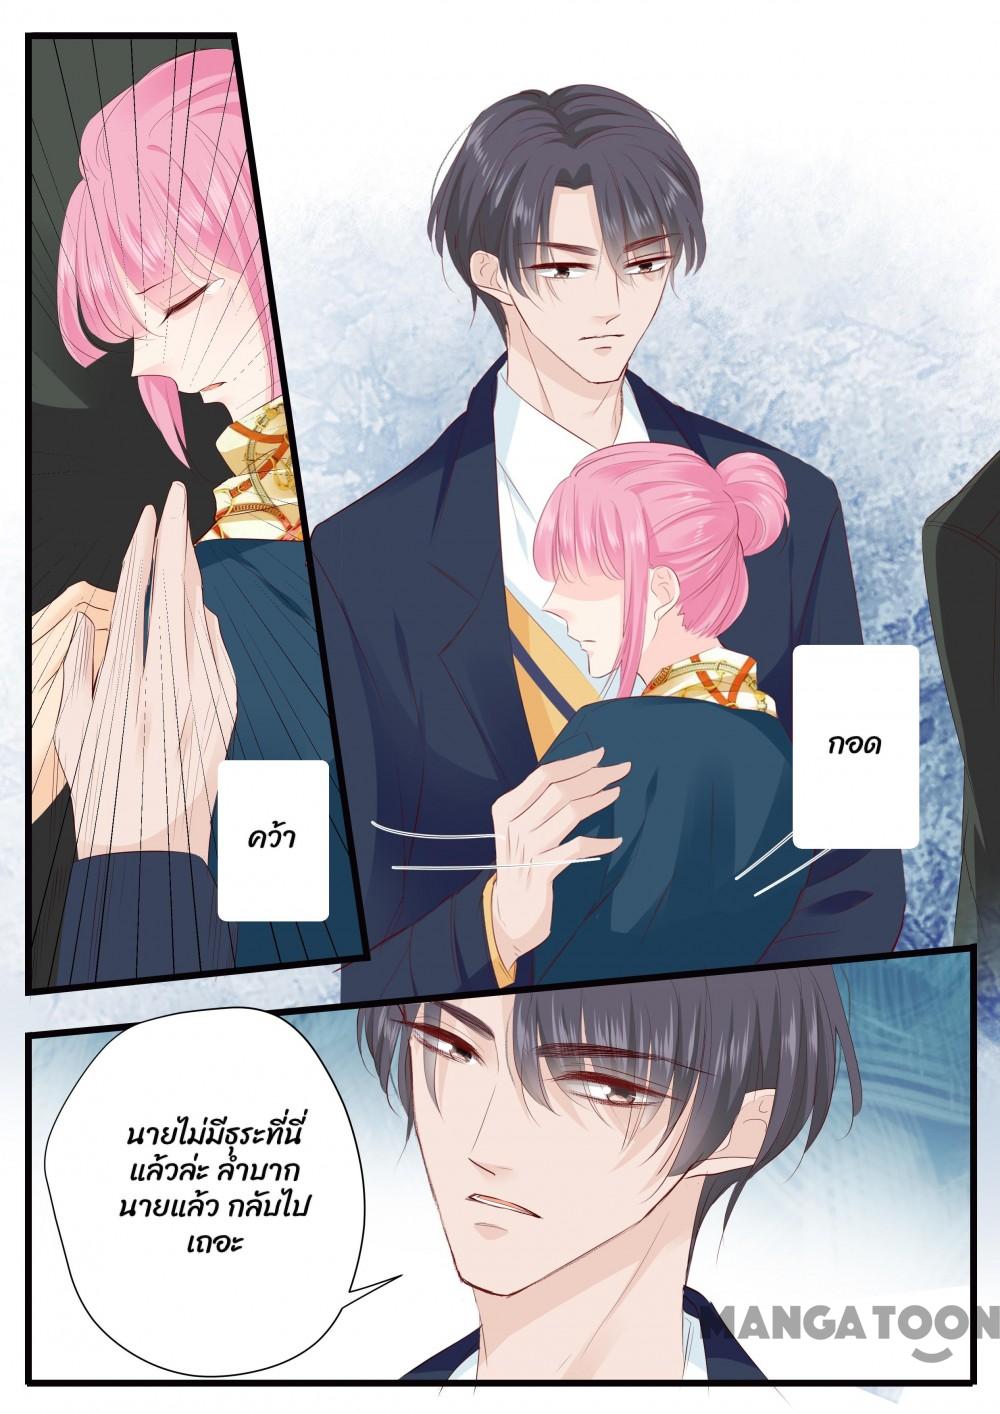 คว้า
กอด
นายไม่มีธุระที่นี่
แล้วล่ะ ลำบาก
นายแล้ว กลับไป
เถอะ
MANGATOON